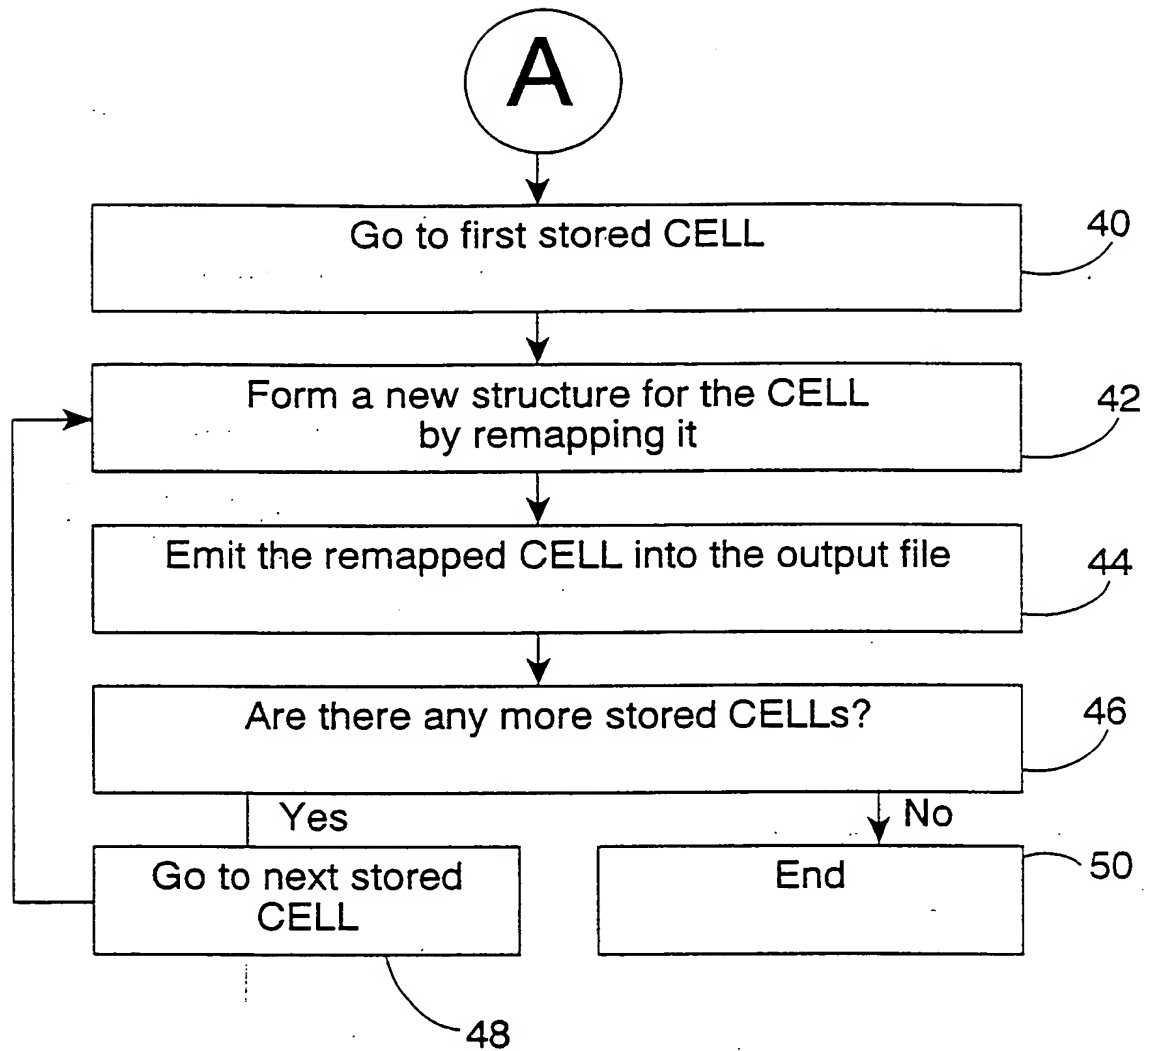 A
Go to first stored CELL
40
Form a new structure for the CELL
by remapping it
42
Emit the remapped CELL into the output file
44
Are there any more stored CELLs?
46
Yes
No
Go to next stored
CELL
End
50
48